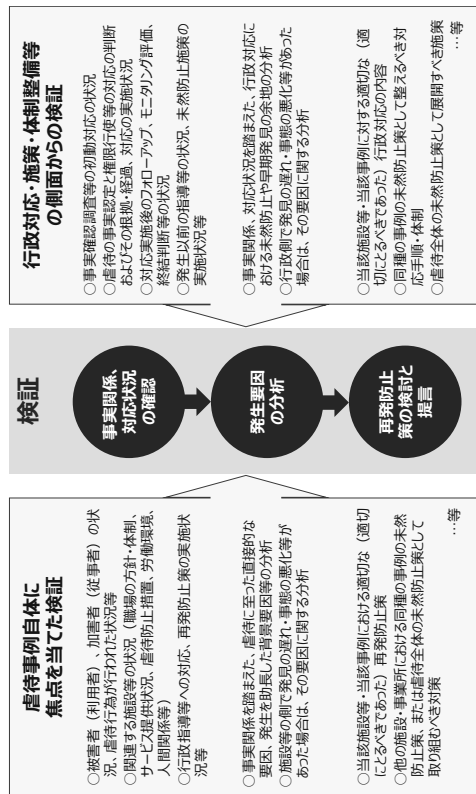 虐待事例自体に
焦点を当てた検証
○被害者（利用者）、加害者（従事者）の状
況、虐待行為が行われた状況等
○関連する施設等の状況（職場の方針・体制、
サービス提供状況、虐待防止措置、労働環境、
人間関係等）
○行政指導等への対応、再発防止策の実施状
況等
○事実関係を踏まえた、虐待に至った直接的な
要因、発生を助長した背景要因等の分析
○施設等の側で発見の遅れ・事態の悪化等が
あった場合は、その要因に関する分析
○当該施設等・当該事例における適切な（適切
にとるべきであった）再発防止策
○他の施設・事業所における同種の事例の未然
防止策、または虐待全体の未然防止策として
取り組むべき対策
…等
検証
事実関係、
対応状況
の確認
発生要因
の分析
再発防止
策の検討と
提言
行政対応・施策・体制整備等
の側面からの検証
○事実確認調査等の初動対応の状況
○虐待の事実認定と権限行使等の対応の判断
およびその根拠・経過、対応の実施状況
○対応実施後のフォローアップ、モニタリング評価、
終結判断等の状況
○発生以前の指導等の状況、未然防止施策の
実施状況等
○事実関係、対応状況を踏まえた、行政対応に
おける未然防止や早期発見の余地の分析
○行政側で発見の遅れ・事態の悪化等があった
場合は、その要因に関する分析
○当該施設等・当該事例に対する適切な（適
切にとるべきであった）行政対応の内容
○同種の事例の未然防止策として整えるべき対
応手順・体制
○虐待全体の未然防止策として展開すべき施策
…等